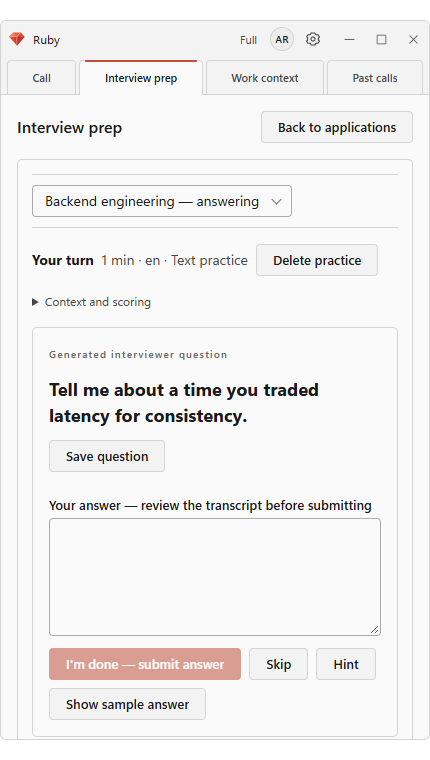 Ruby
Full
AR
Call
Interview prep
Work context
Past calls
Interview prep
Back to applications
Backend engineering — answering
Your turn 1 min · en · Text practice
Delete practice
Context and scoring
Generated interviewer question
Tell me about a time you traded
latency for consistency.
Save question
Your answer — review the transcript before submitting
I'm done — submit answer
Skip
Hint
Show sample answer